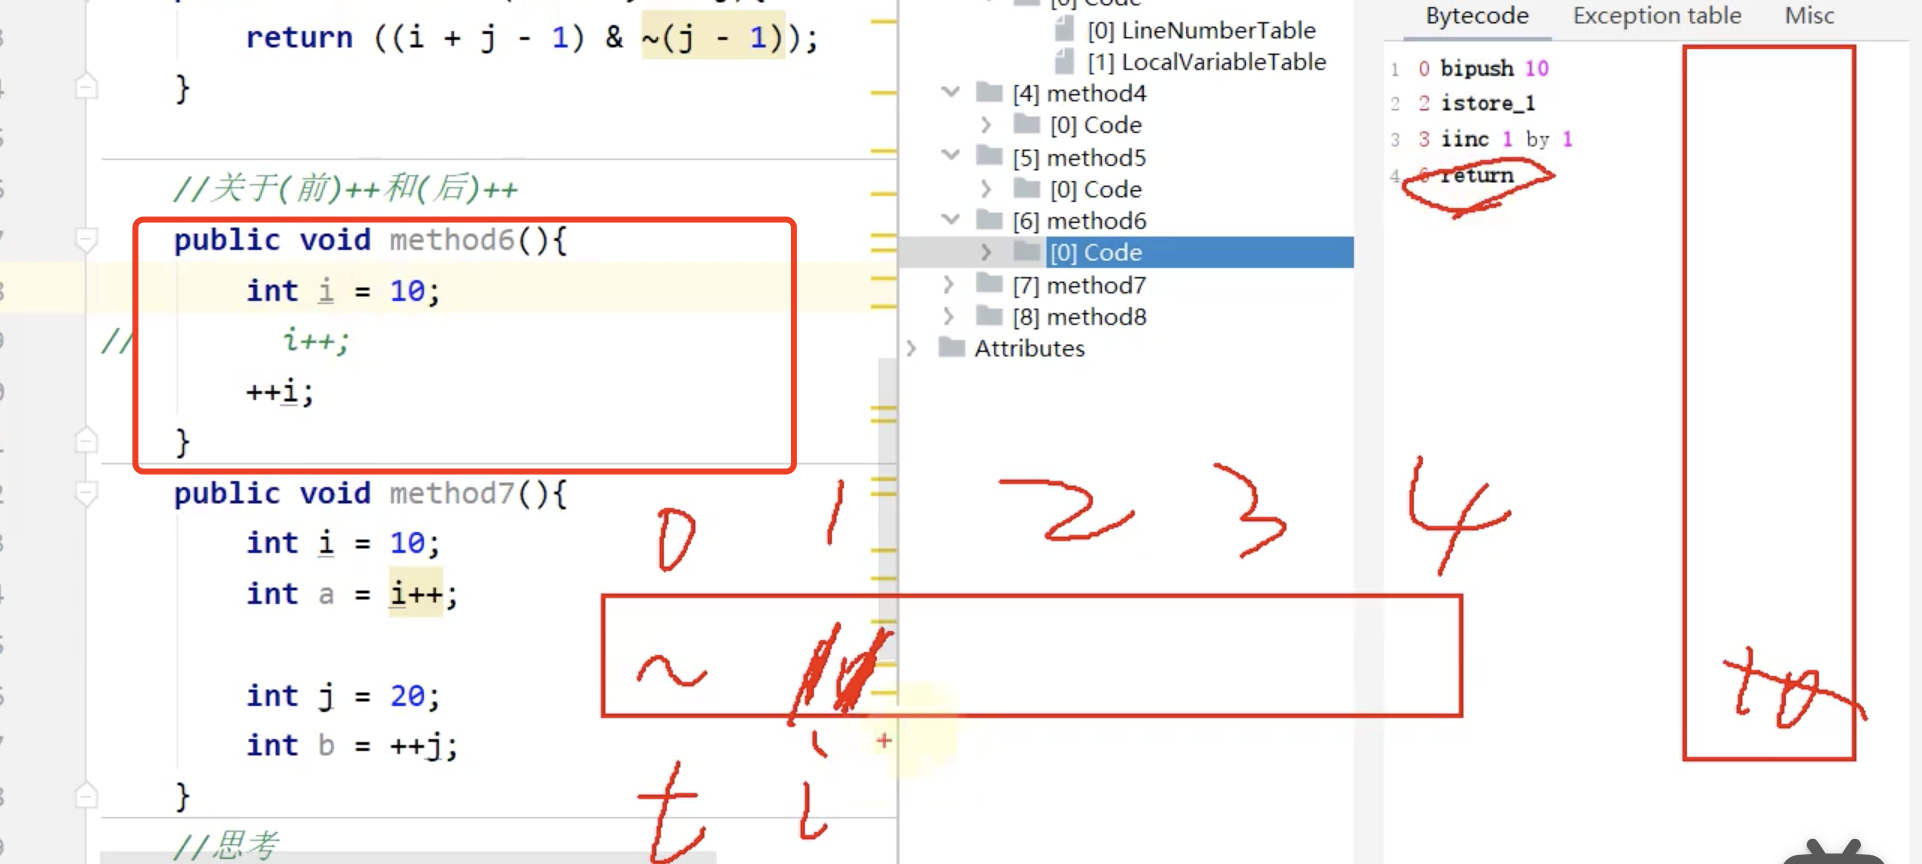 return ((i + j - 1) & ~(j - 1));
}
//关于(前)++和(后)++
public void method6(){
int i = 10;
// i++;
++i;
}
public void method7(){
int i = 10;
int a = i++;
int j = 20;
int b = ++j;
}
//思考
[0] Code
[0] LineNumberTable
[1] LocalVariableTable
[4] method4
[0] Code
[5] method5
[0] Code
[6] method6
[0] Code
[7] method7
[8] method8
Attributes
Bytecode Exception table Misc
1 0 bipush 10
2 2 istore_1
3 3 iinc 1 by 1
4 6 return
0 1 2 3 4
~
10
t i